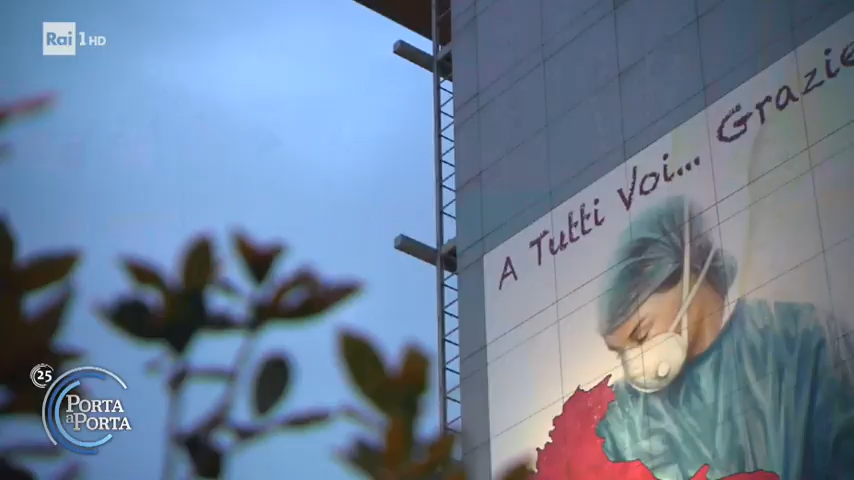 Rai 1 HD
A Tutti Voi... Grazie
25
PORTA
a PORTA